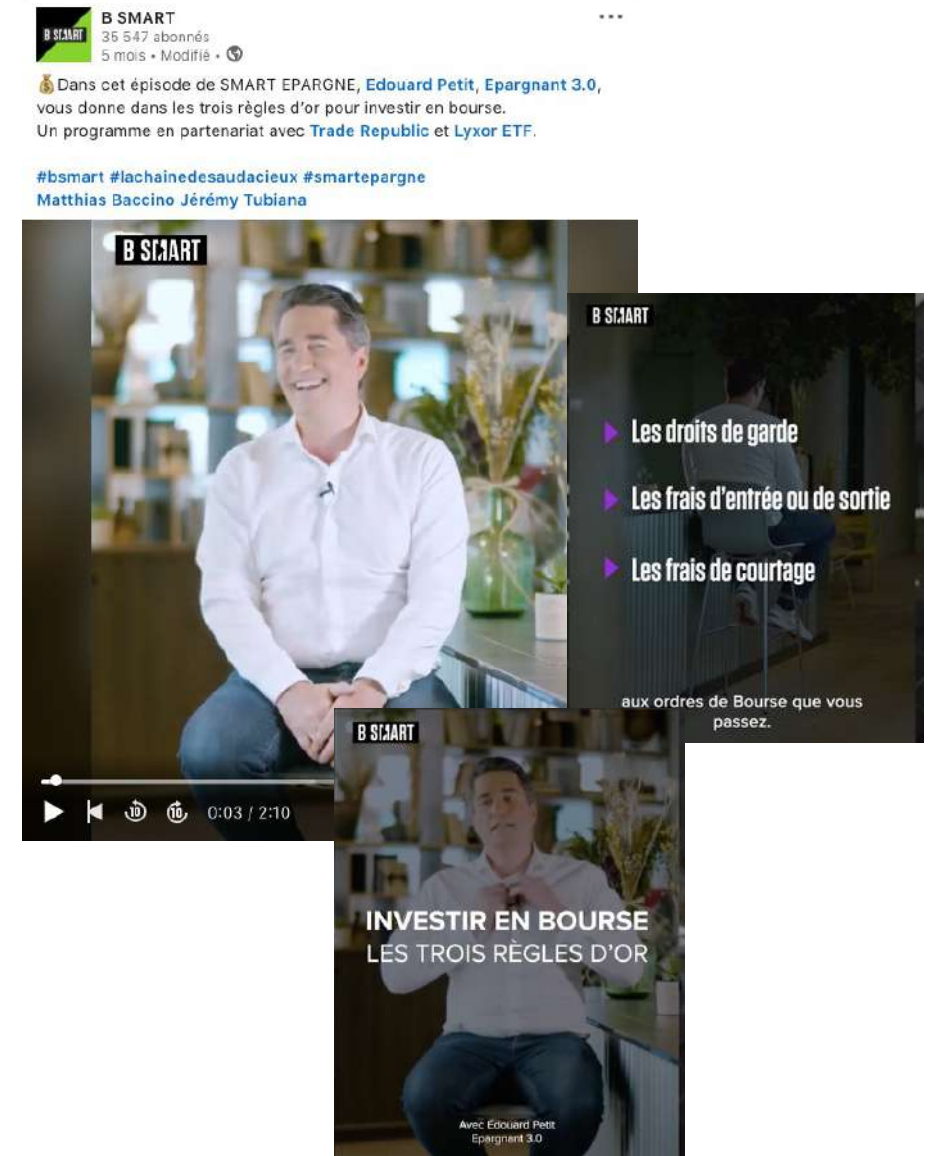 B SMART
B SMART
35 547 abonnés
5 mois • Modifié •
Dans cet épisode de SMART EPARGNE, Edouard Petit, Epargnant 3.0,
vous donne dans les trois règles d'or pour investir en bourse.
Un programme en partenariat avec Trade Republic et Lyxor ETF.
#bsmart #lachainedesaudacieux #smartepargne
Matthias Baccino Jérémy Tubiana
B SMART
B SMART
Les droits de garde
Les frais d'entrée ou de sortie
Les frais de courtage
aux ordres de Bourse que vous
passez.
B SMART
10
10
0:03 / 2:10
INVESTIR EN BOURSE
LES TROIS RÈGLES D'OR
Avec Edouard Petit
Epargnant 3.0